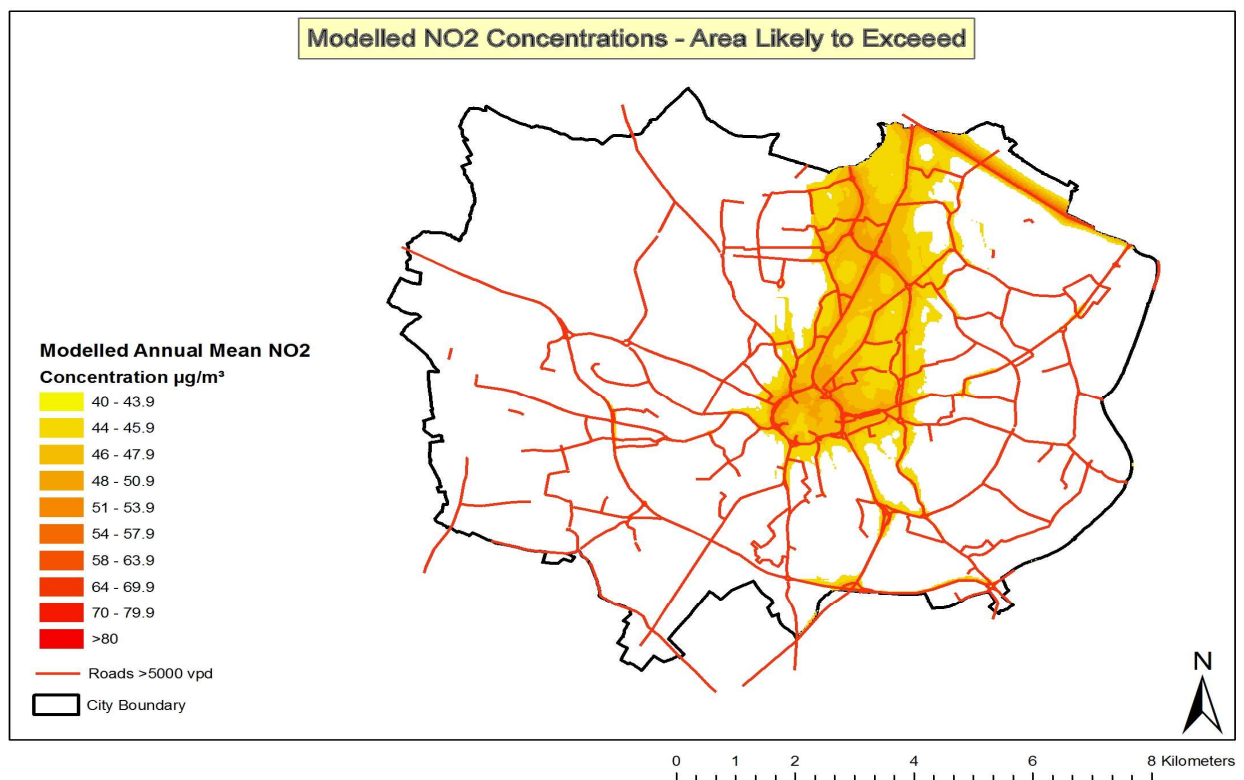 Modelled NO2 Concentrations - Area Likely to Exceeed
Modelled Annual Mean NO2
Concentration µg/m³
40 - 43.9
44 - 45.9
46 - 47.9
48 - 50.9
51 - 53.9
54 - 57.9
58 - 63.9
64 - 69.9
70 - 79.9
>80
Roads >5000 vpd
City Boundary
N
0 1 2 4 6 8 Kilometers